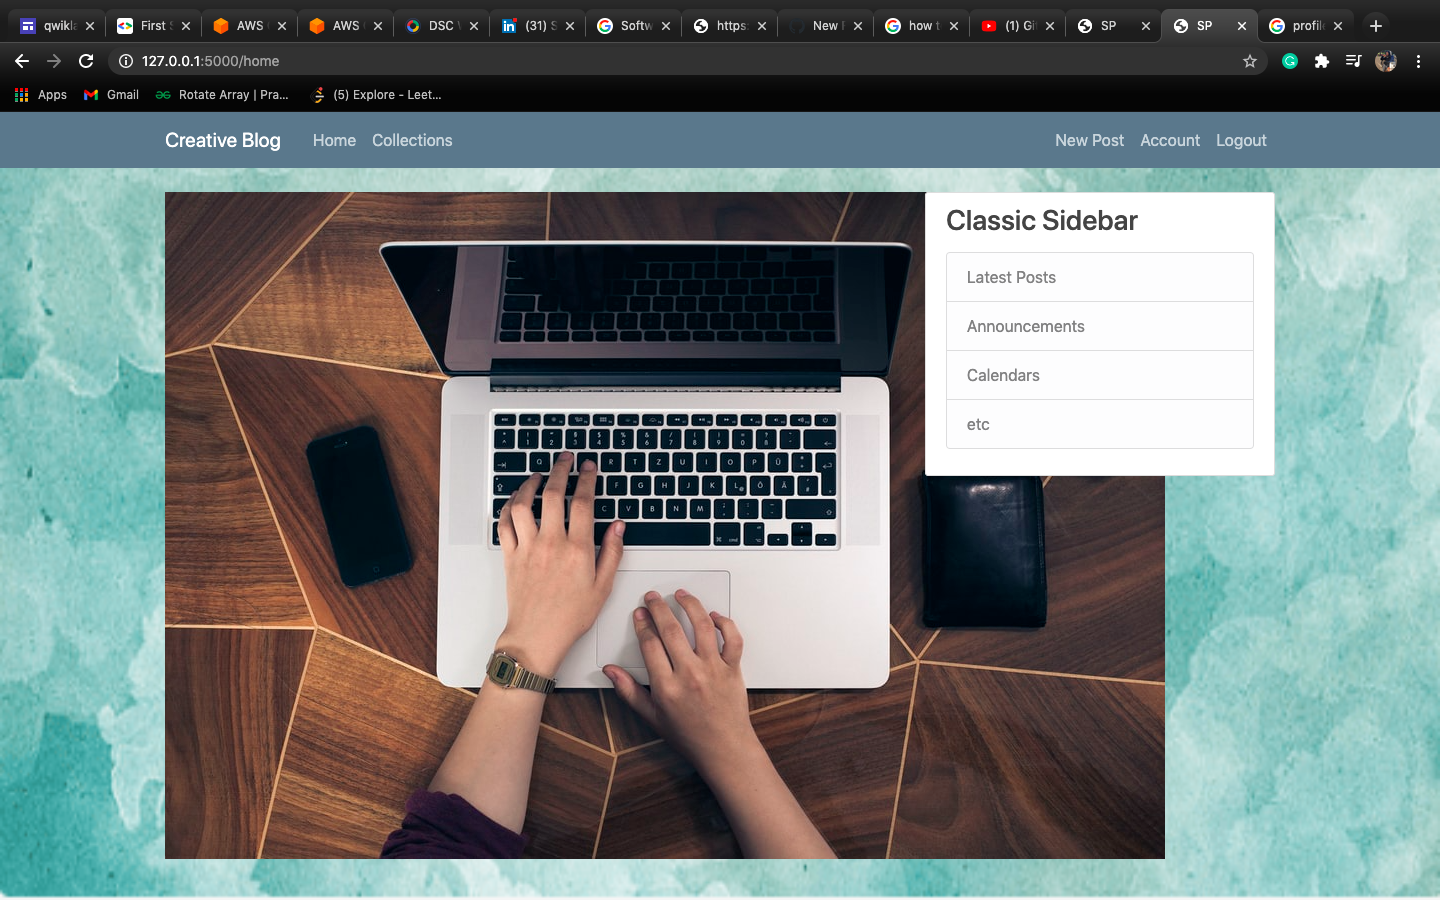 qwikl
First S
AWS
AWS
DSC
(31) S
Softw
https:
New
how t
(1) Gi
SP
SP
profil
127.0.0.1:5000/home
Apps
Gmail
Rotate Array | Pra...
(5) Explore - Leet...
Creative Blog
Home
Collections
New Post
Account
Logout
Classic Sidebar
Latest Posts
Announcements
Calendars
etc